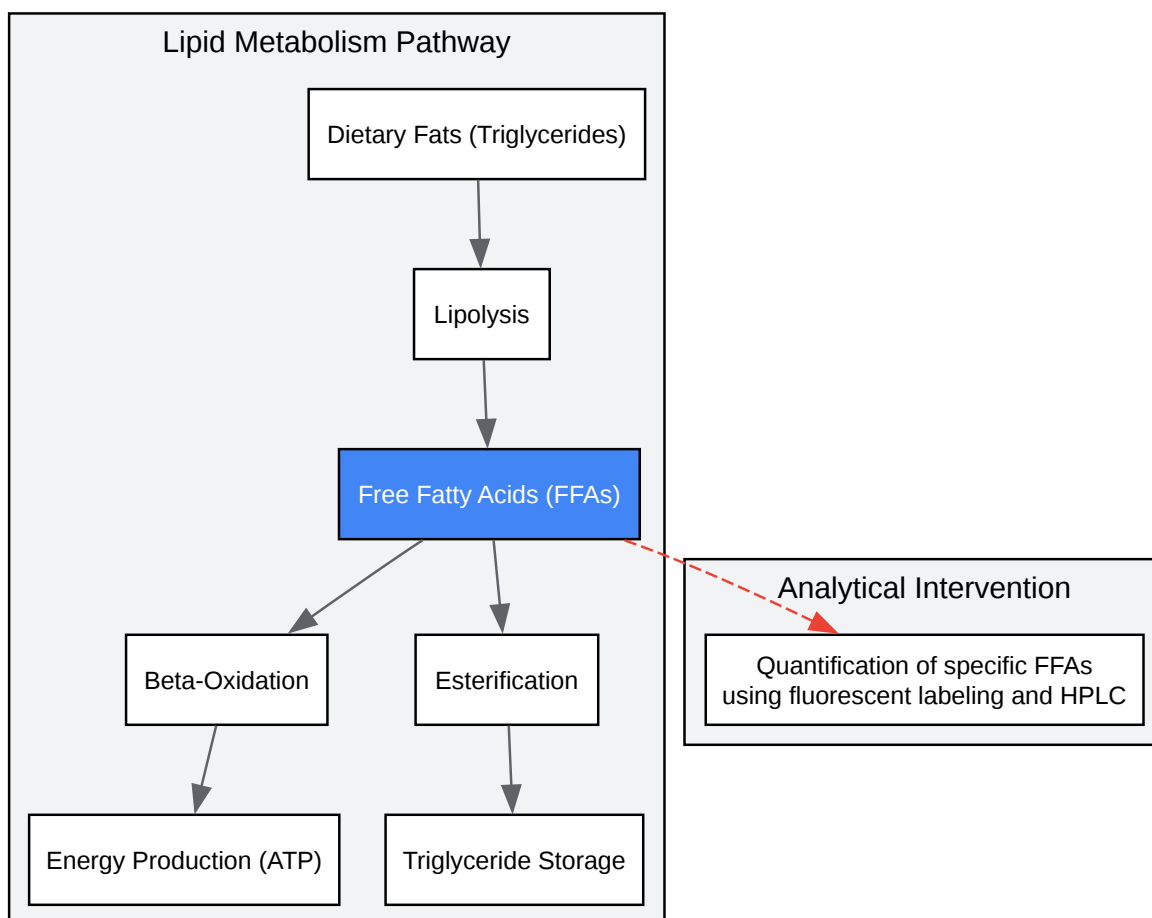 Lipid Metabolism Pathway
Dietary Fats (Triglycerides)
Lipolysis
Free Fatty Acids (FFAs)
Analytical Intervention
Beta-Oxidation
Esterification
Quantification of specific FFAs
using fluorescent labeling and HPLC
Energy Production (ATP)
Triglyceride Storage